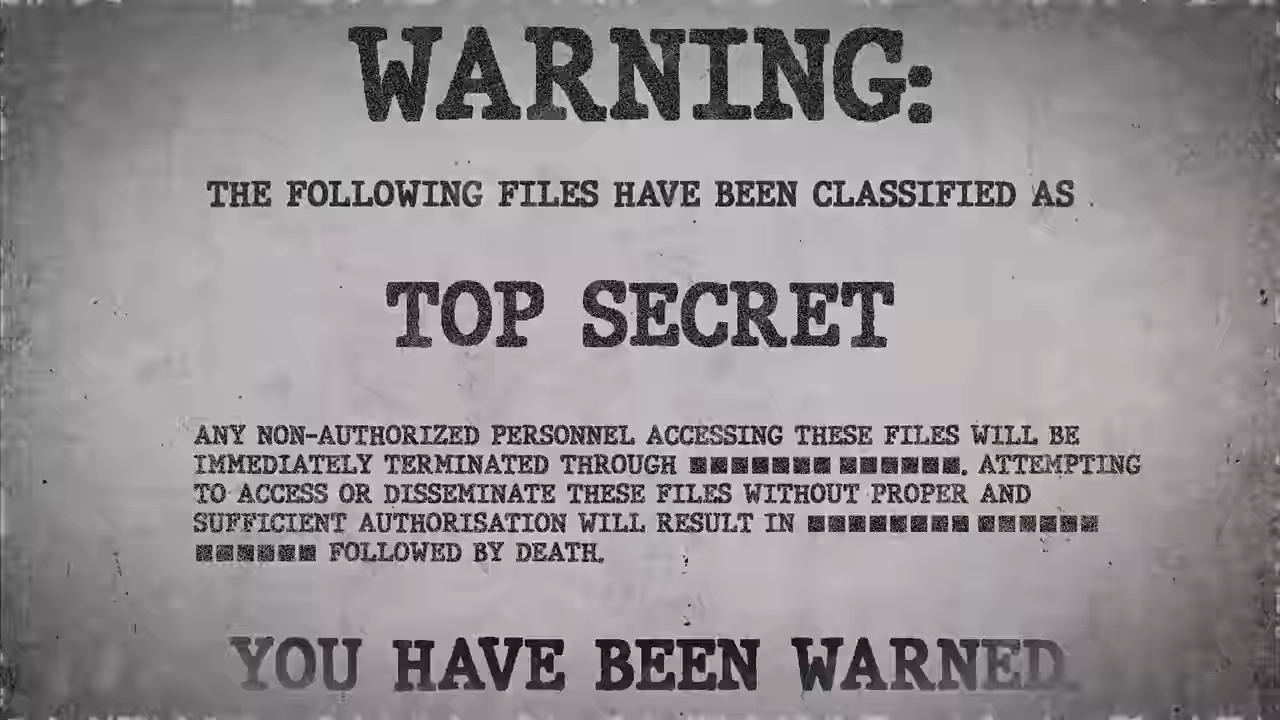 WARNING:
THE FOLLOWING FILES HAVE BEEN CLASSIFIED AS
TOP SECRET
ANY NON-AUTHORIZED PERSONNEL ACCESSING THESE FILES WILL BE
IMMEDIATELY TERMINATED THROUGH ■■■■■■■ ■■■■■■. ATTEMPTING
TO ACCESS OR DISSEMINATE THESE FILES WITHOUT PROPER AND
SUFFICIENT AUTHORISATION WILL RESULT IN ■■■■■■■■ ■■■■■■
■■■■■■ FOLLOWED BY DEATH.
YOU HAVE BEEN WARNED.